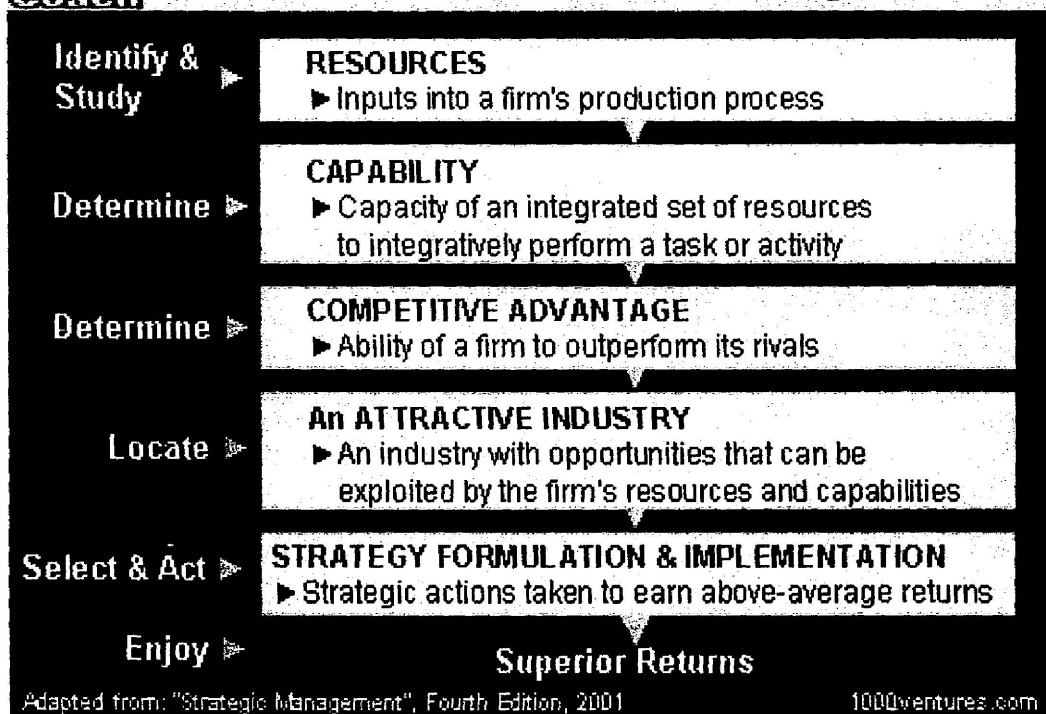 Identify &
Study
RESOURCES
▶ Inputs into a firm's production process
Determine
CAPABILITY
▶ Capacity of an integrated set of resources
to integratively perform a task or activity
Determine
COMPETITIVE ADVANTAGE
▶ Ability of a firm to outperform its rivals
Locate
An ATTRACTIVE INDUSTRY
▶ An industry with opportunities that can be
exploited by the firm's resources and capabilities
Select & Act
STRATEGY FORMULATION & IMPLEMENTATION
▶ Strategic actions taken to earn above-average returns
Enjoy
Superior Returns
Adapted from: "Strategic Management", Fourth Edition, 2001
1000ventures.com